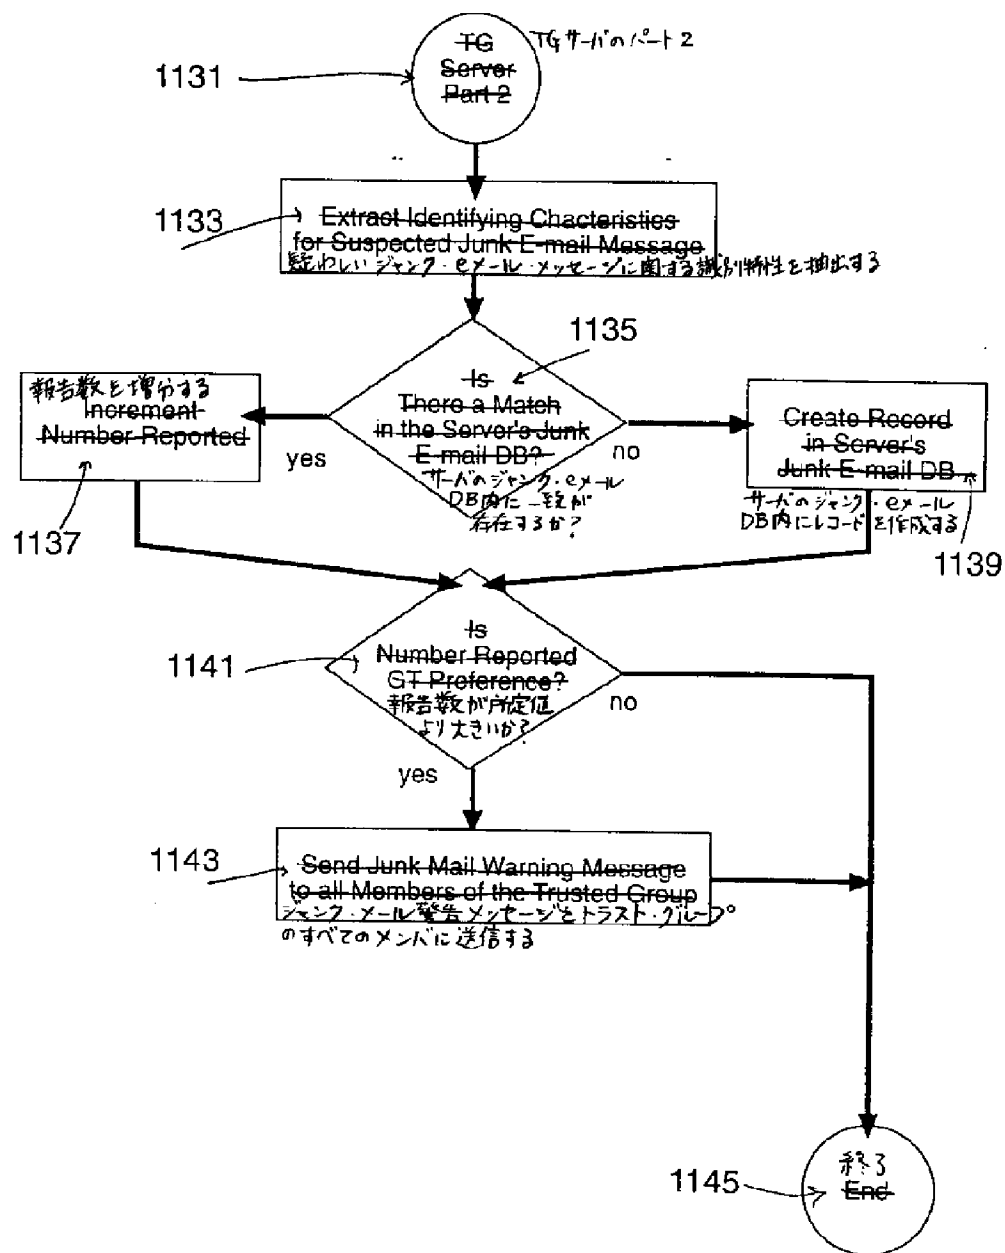 TG
Server
Part 2
TGサーバのパート2
1131
1133
Extract Identifying Chacteristics
for Suspected Junk E-mail Message
疑わしいジャンク・eメール・メッセージに関する識別特性を抽出する
1135
Is
There a Match
in the Server's Junk
E-mail DB?
サーバのジャンク・eメール
DB内に一致が
存在するか?
yes
no
報告数を増分する
Increment
Number Reported
1137
Create Record
in Server's
Junk E-mail DB
サーバのジャンク・eメール
DB内にレコードを作成する
1139
1141
Is
Number Reported
GT Preference?
報告数が所定値
より大きいか?
no
yes
1143
Send Junk Mail Warning Message
to all Members of the Trusted Group
ジャンク・メール警告メッセージをトラスト・グループ
のすべてのメンバに送信する
終了
End
1145